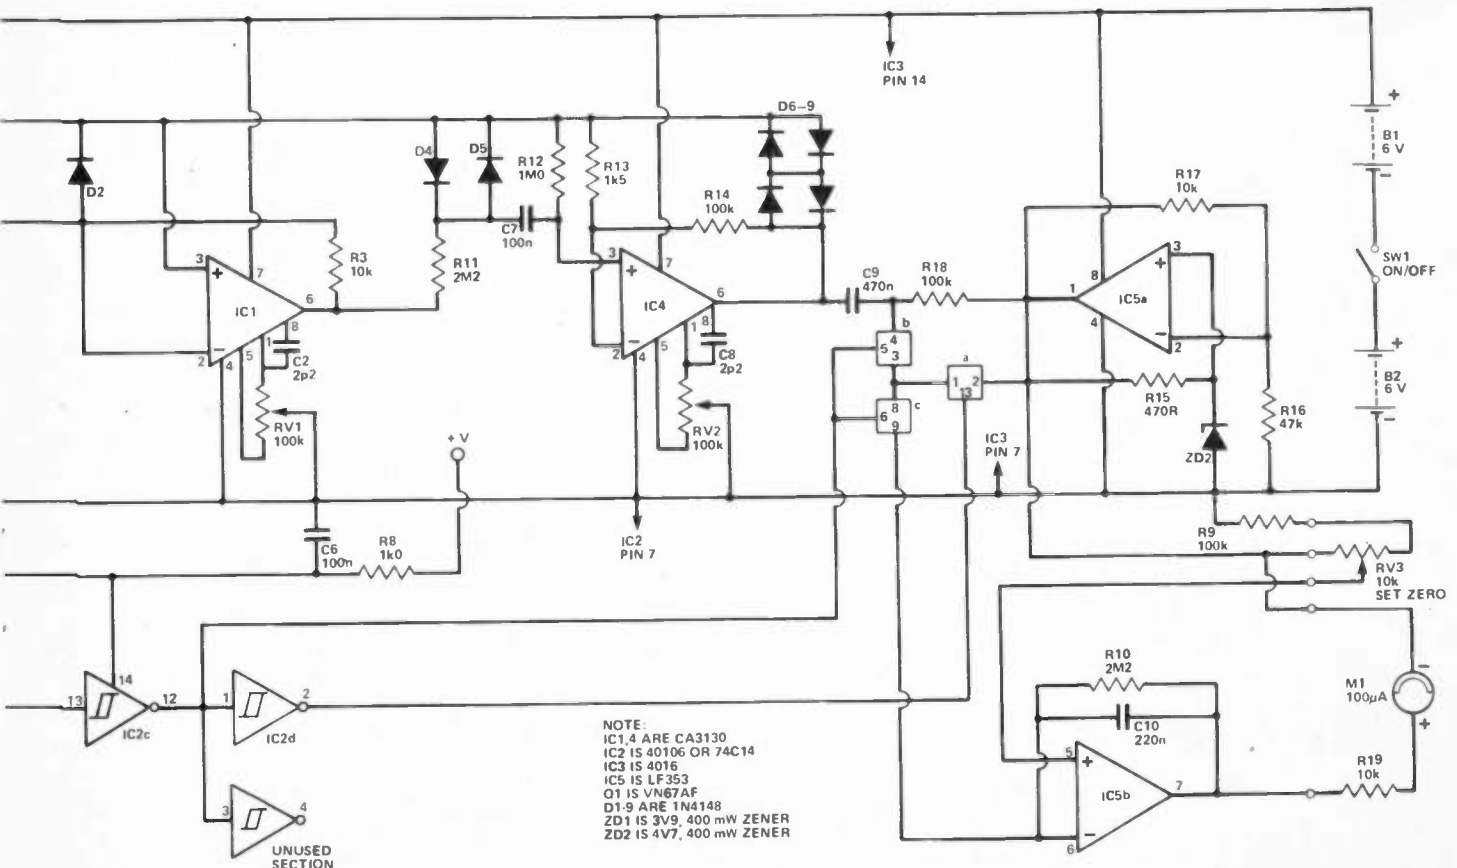 IC3
PIN 14
D6–9
+
B1
6 V
–
D4
D5
R12
1M0
R13
1k5
R17
10k
D2
R14
100k
C7
100n
R3
10k
R11
2M2
SW1
ON/OFF
3
+
7
IC1
6
8
–
2
4
5
1
C2
2p2
RV1
100k
3
+
7
IC4
6
8
–
2
4
5
1
C8
2p2
RV2
100k
C9
470n
R18
100k
8
3
+
1
IC5a
4
–
2
b
4
5
3
a
1
2
13
c
8
6
9
R15
470R
R16
47k
ZD2
+
B2
6 V
–
+ V
IC3
PIN 7
IC2
PIN 7
C6
100n
R8
1k0
R9
100k
RV3
10k
SET ZERO
13
14
12
IC2c
1
2
IC2d
3
4
UNUSED
SECTION
R10
2M2
C10
220n
–
M1
100µA
+
5
+
IC5b
7
–
6
R19
10k
NOTE:
IC1,4 ARE CA3130
IC2 IS 40106 OR 74C14
IC3 IS 4016
IC5 IS LF353
Q1 IS VN67AF
D1-9 ARE 1N4148
ZD1 IS 3V9, 400 mW ZENER
ZD2 IS 4V7, 400 mW ZENER